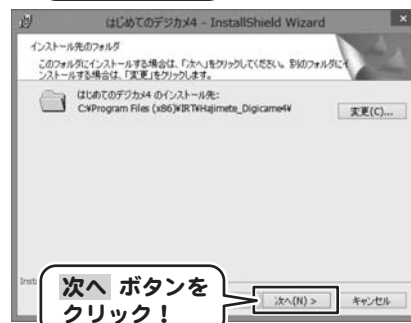 はじめてのデジカメ4 - InstallShield Wizard
インストール先のフォルダ
このフォルダにインストールする場合は、「次へ」をクリックしてください。別のフォルダにイ
ンストールする場合は、「変更」をクリックします。
はじめてのデジカメ4 のインストール先:
C:¥Program Files (x86)¥IRT¥Hajimete_Digicame4¥
変更(C)...
Inst
次へ(N) >
キャンセル
次へ ボタンを
クリック！